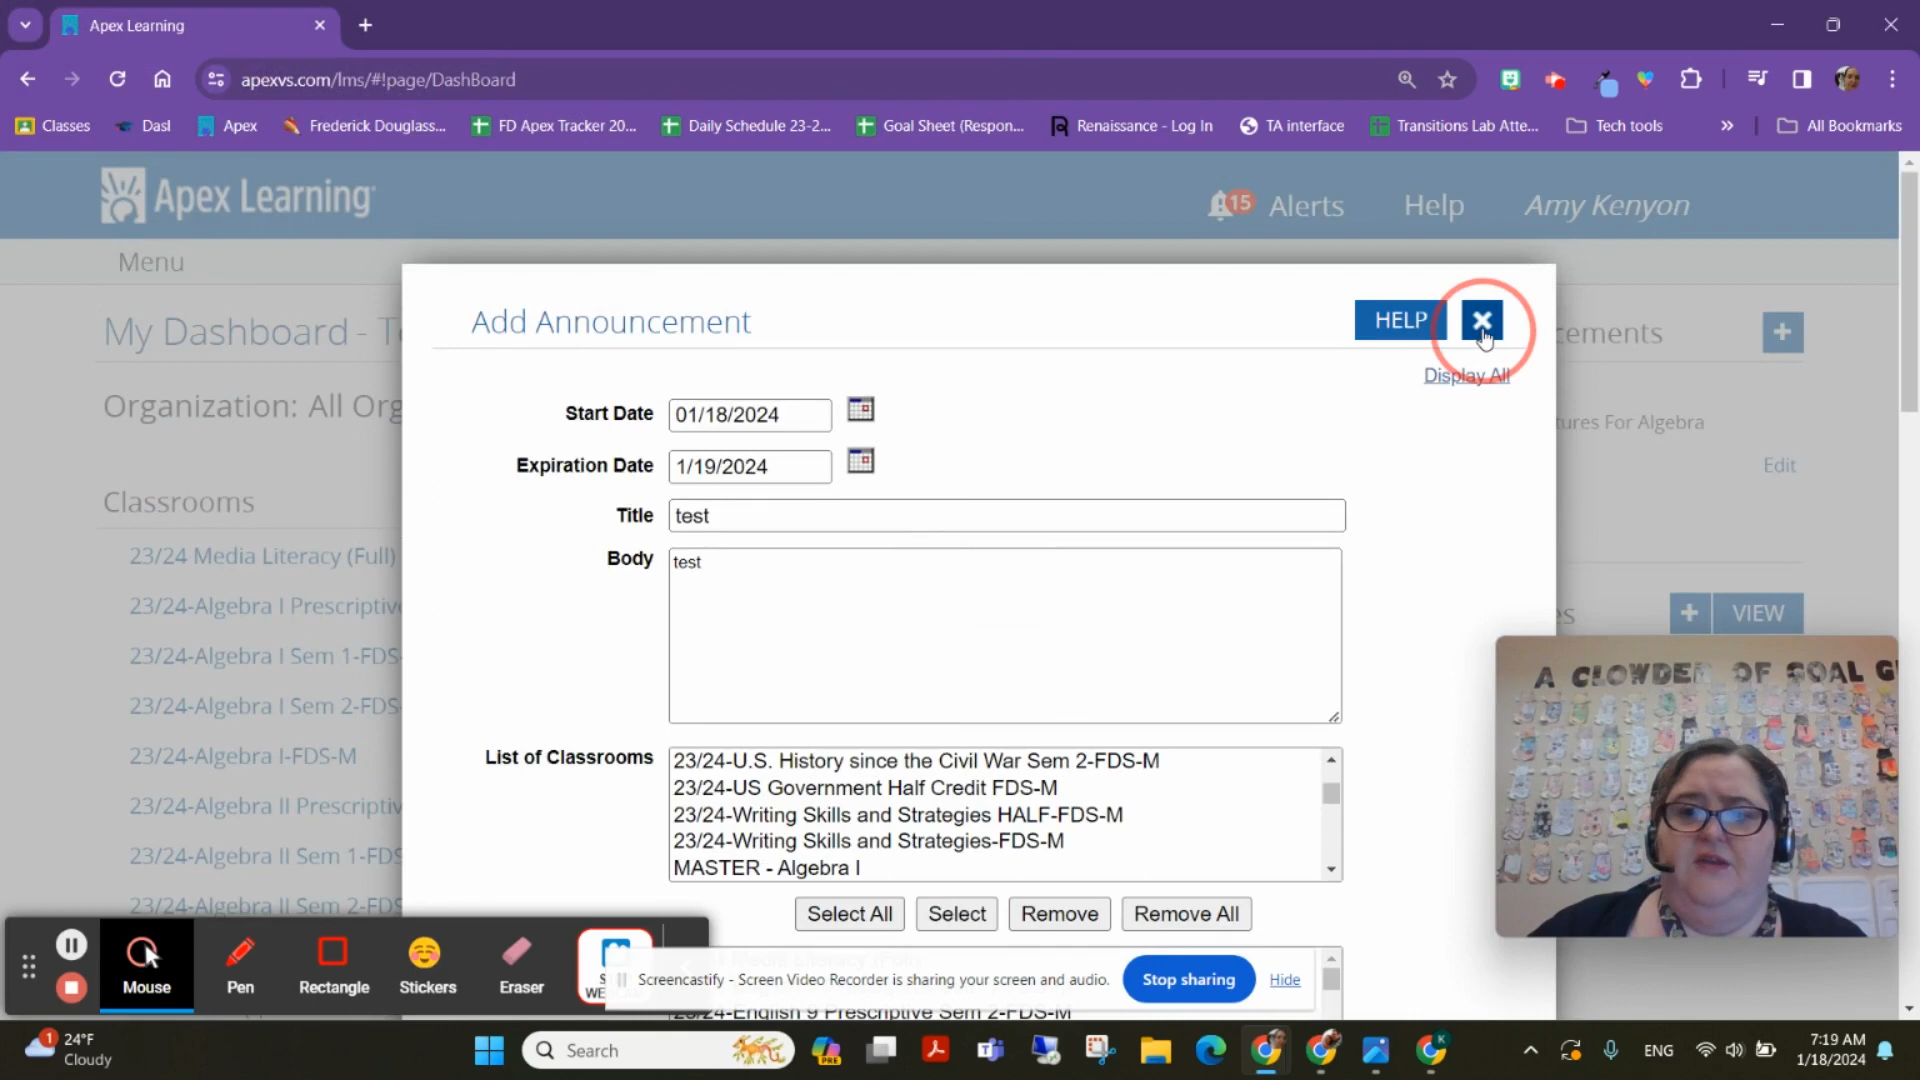 Apex Learning
apexvs.com/lms/#!page/DashBoard
Classes
Dasl
Apex
Frederick Douglass...
FD Apex Tracker 20...
Daily Schedule 23-2...
Goal Sheet (Respon...
Renaissance - Log In
TA interface
Transitions Lab Atte...
Tech tools
All Bookmarks
Apex Learning
15
Alerts
Help
Amy Kenyon
Menu
My Dashboard - T
Organization: All Org
Classrooms
23/24 Media Literacy (Full)
23/24-Algebra I Prescriptiv
23/24-Algebra I Sem 1-FDS-
23/24-Algebra I Sem 2-FDS-
23/24-Algebra I-FDS-M
23/24-Algebra II Prescriptiv
23/24-Algebra II Sem 1-FDS
23/24-Algebra II Sem 2-FDS
Add Announcement
HELP
Display All
Start Date
01/18/2024
Expiration Date
1/19/2024
Title
test
Body
test
List of Classrooms
23/24-U.S. History since the Civil War Sem 2-FDS-M
23/24-US Government Half Credit FDS-M
23/24-Writing Skills and Strategies HALF-FDS-M
23/24-Writing Skills and Strategies-FDS-M
MASTER - Algebra I
Select All
Select
Remove
Remove All
23/24-English 9 Prescriptive Sem 2-FDS-M
cements
tures For Algebra
Edit
es
VIEW
A CLOWDER OF GOAL G
Mouse
Pen
Rectangle
Stickers
Eraser
Screencastify - Screen Video Recorder is sharing your screen and audio.
Stop sharing
Hide
1
24°F
Cloudy
Search
PRE
K
ENG
7:19 AM
1/18/2024